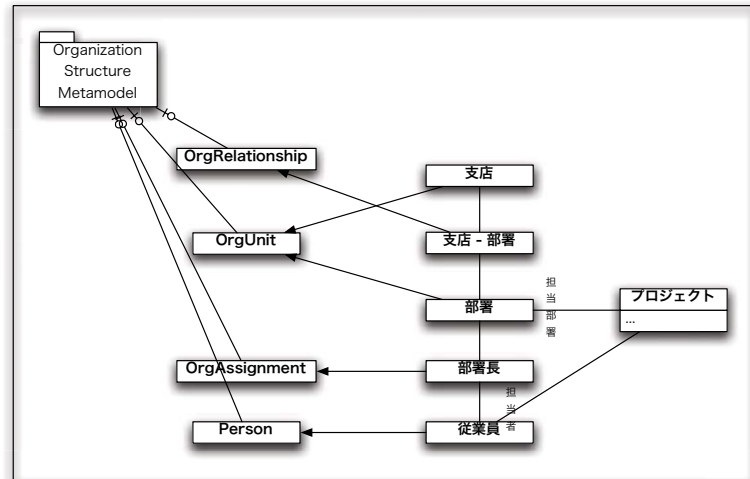 Organization
Structure
Metamodel
OrgRelationship
支店
OrgUnit
支店 - 部署
担当部署
部署
プロジェクト
...
OrgAssignment
部署長
担当者
Person
従業員